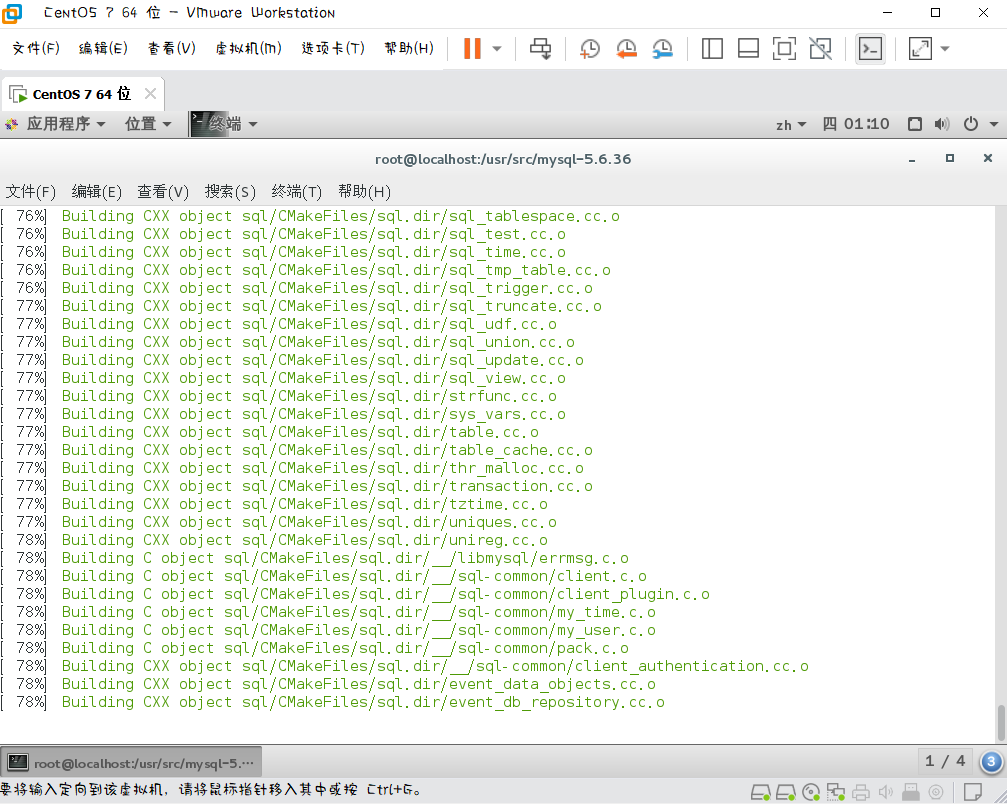 CentOS 7 64 位 - VMware Workstation
文件(F) 编辑(E) 查看(V) 虚拟机(M) 选项卡(T) 帮助(H)
CentOS 7 64 位
应用程序 位置 终端 zh 四 01:10
root@localhost:/usr/src/mysql-5.6.36
文件(F) 编辑(E) 查看(V) 搜索(S) 终端(T) 帮助(H)
[ 76%] Building CXX object sql/CMakeFiles/sql.dir/sql_tablespace.cc.o
[ 76%] Building CXX object sql/CMakeFiles/sql.dir/sql_test.cc.o
[ 76%] Building CXX object sql/CMakeFiles/sql.dir/sql_time.cc.o
[ 76%] Building CXX object sql/CMakeFiles/sql.dir/sql_tmp_table.cc.o
[ 76%] Building CXX object sql/CMakeFiles/sql.dir/sql_trigger.cc.o
[ 77%] Building CXX object sql/CMakeFiles/sql.dir/sql_truncate.cc.o
[ 77%] Building CXX object sql/CMakeFiles/sql.dir/sql_udf.cc.o
[ 77%] Building CXX object sql/CMakeFiles/sql.dir/sql_union.cc.o
[ 77%] Building CXX object sql/CMakeFiles/sql.dir/sql_update.cc.o
[ 77%] Building CXX object sql/CMakeFiles/sql.dir/sql_view.cc.o
[ 77%] Building CXX object sql/CMakeFiles/sql.dir/strfunc.cc.o
[ 77%] Building CXX object sql/CMakeFiles/sql.dir/sys_vars.cc.o
[ 77%] Building CXX object sql/CMakeFiles/sql.dir/table.cc.o
[ 77%] Building CXX object sql/CMakeFiles/sql.dir/table_cache.cc.o
[ 77%] Building CXX object sql/CMakeFiles/sql.dir/thr_malloc.cc.o
[ 77%] Building CXX object sql/CMakeFiles/sql.dir/transaction.cc.o
[ 77%] Building CXX object sql/CMakeFiles/sql.dir/tztime.cc.o
[ 77%] Building CXX object sql/CMakeFiles/sql.dir/uniques.cc.o
[ 78%] Building CXX object sql/CMakeFiles/sql.dir/unireg.cc.o
[ 78%] Building C object sql/CMakeFiles/sql.dir/__/libmysql/errmsg.c.o
[ 78%] Building C object sql/CMakeFiles/sql.dir/__/sql-common/client.c.o
[ 78%] Building C object sql/CMakeFiles/sql.dir/__/sql-common/client_plugin.c.o
[ 78%] Building C object sql/CMakeFiles/sql.dir/__/sql-common/my_time.c.o
[ 78%] Building C object sql/CMakeFiles/sql.dir/__/sql-common/my_user.c.o
[ 78%] Building C object sql/CMakeFiles/sql.dir/__/sql-common/pack.c.o
[ 78%] Building CXX object sql/CMakeFiles/sql.dir/__/sql-common/client_authentication.cc.o
[ 78%] Building CXX object sql/CMakeFiles/sql.dir/event_data_objects.cc.o
[ 78%] Building CXX object sql/CMakeFiles/sql.dir/event_db_repository.cc.o
root@localhost:/usr/src/mysql-5.… 1 / 4 3
要将输入定向到该虚拟机，请将鼠标指针移入其中或按 Ctrl+G。